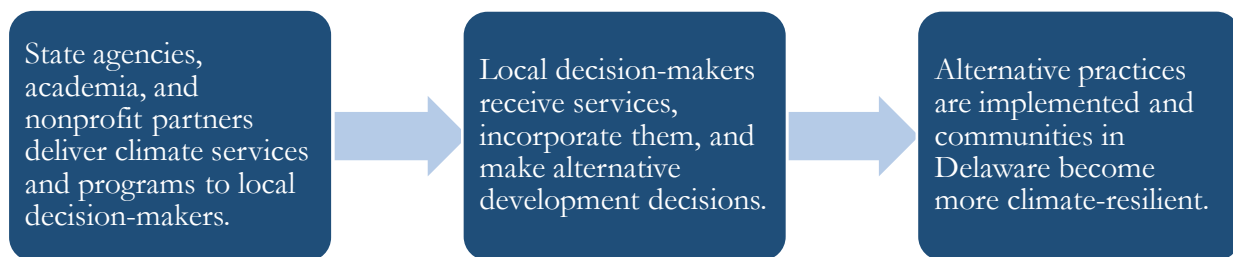 State agencies,
academia, and
nonprofit partners
deliver climate services
and programs to local
decision-makers.
Local decision-makers
receive services,
incorporate them, and
make alternative
development decisions.
Alternative practices
are implemented and
communities in
Delaware become
more climate-resilient.